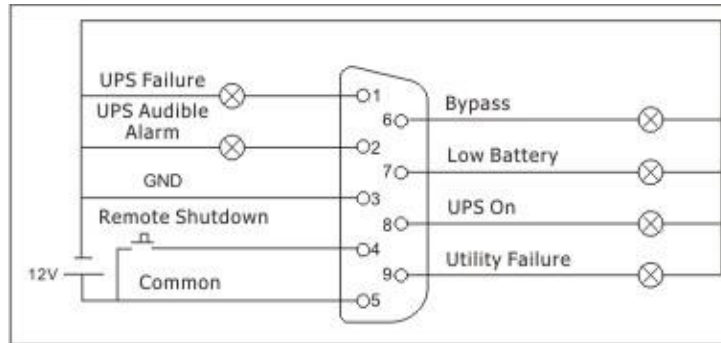 UPS Failure
1
UPS Audible
Alarm
2
GND
3
Remote Shutdown
4
12V
Common
5
6
Bypass
7
Low Battery
8
UPS On
9
Utility Failure